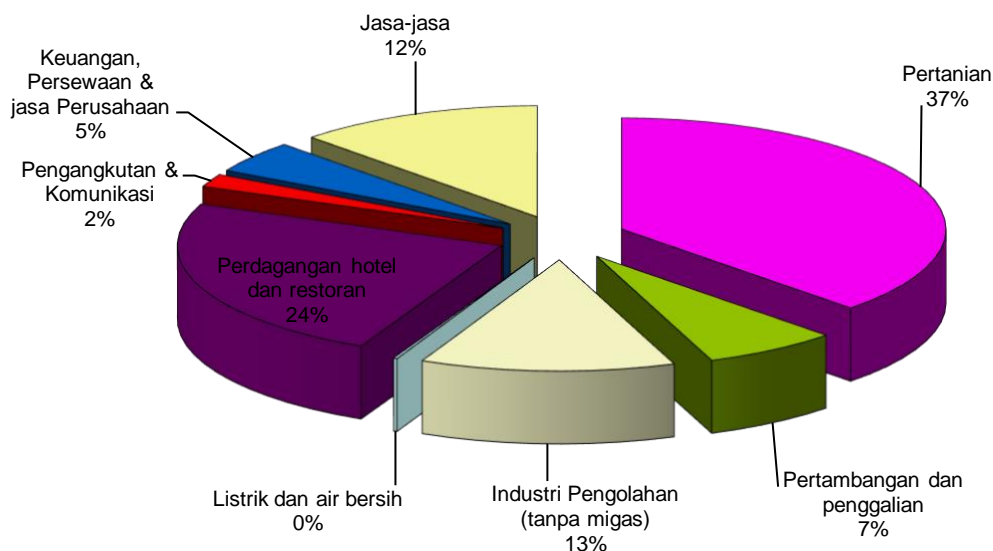 Jasa-jasa
12%
Keuangan,
Persewaan &
jasa Perusahaan
5%
Pengangkutan &
Komunikasi
2%
Perdagangan hotel
dan restoran
24%
Listrik dan air bersih
0%
Industri Pengolahan
(tanpa migas)
13%
Pertambangan dan
penggalian
7%
Pertanian
37%